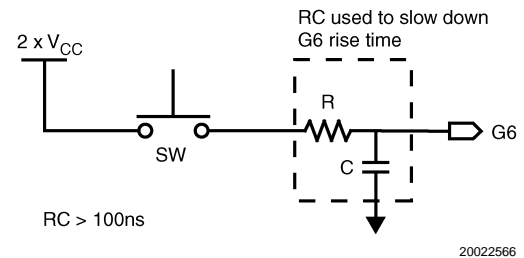 RC used to slow down
G6 rise time
2 x VCC
R
G6
SW
C
RC > 100ns
20022566